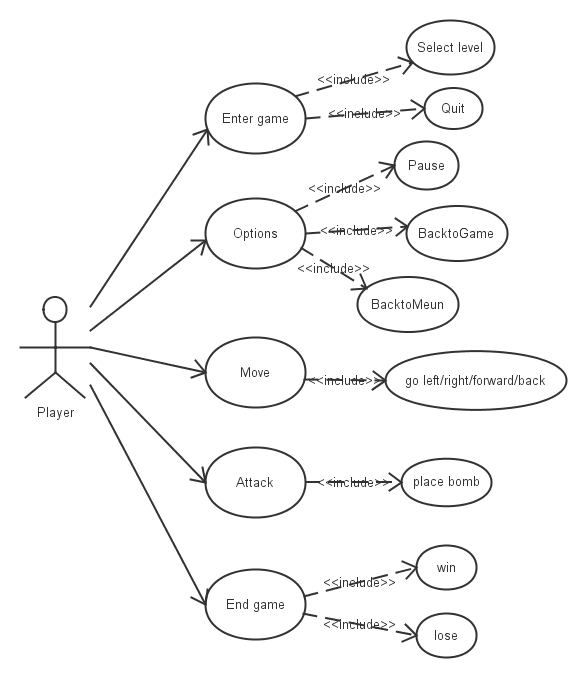 Select level
<<include>>
Enter game
<<include>>
Quit
Pause
<<include>>
Options
<<include>>
BacktoGame
<<include>>
BacktoMeun
Move
<<include>>
go left/right/forward/back
Player
Attack
<<include>>
place bomb
win
<<include>>
End game
<<include>>
lose